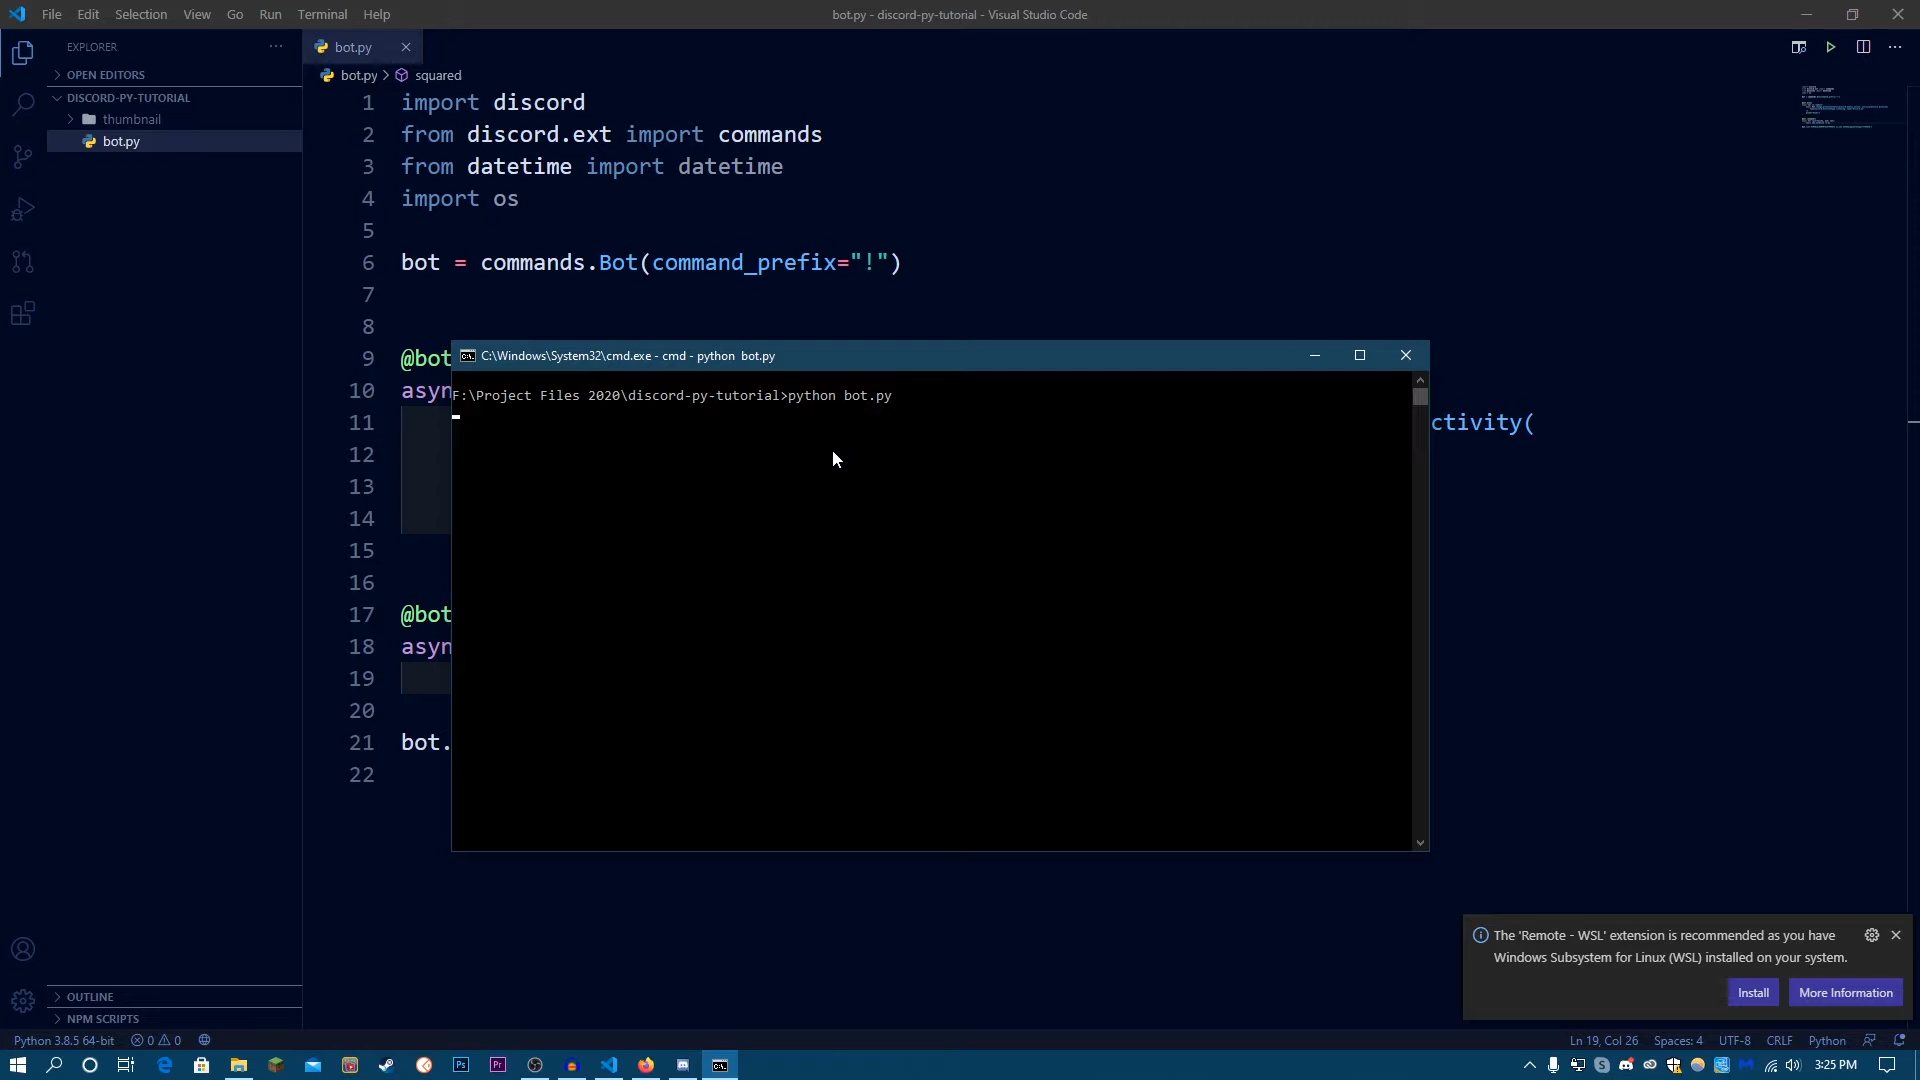 File Edit Selection View Go Run Terminal Help
bot.py - discord-py-tutorial - Visual Studio Code
EXPLORER
bot.py
OPEN EDITORS
bot.py > squared
DISCORD-PY-TUTORIAL
thumbnail
bot.py
1 import discord
2 from discord.ext import commands
3 from datetime import datetime
4 import os
5
6 bot = commands.Bot(command_prefix="!")
7
8
9 @bot
10 asyn
11 ctivity(
12
13
14
15
16
17 @bot
18 asyn
19
20
21 bot.
22
C:\Windows\System32\cmd.exe - cmd - python bot.py
F:\Project Files 2020\discord-py-tutorial>python bot.py
The 'Remote - WSL' extension is recommended as you have
Windows Subsystem for Linux (WSL) installed on your system.
Install More Information
OUTLINE
NPM SCRIPTS
Python 3.8.5 64-bit 0 0
Ln 19, Col 26 Spaces: 4 UTF-8 CRLF Python
Ps Pr
3:25 PM